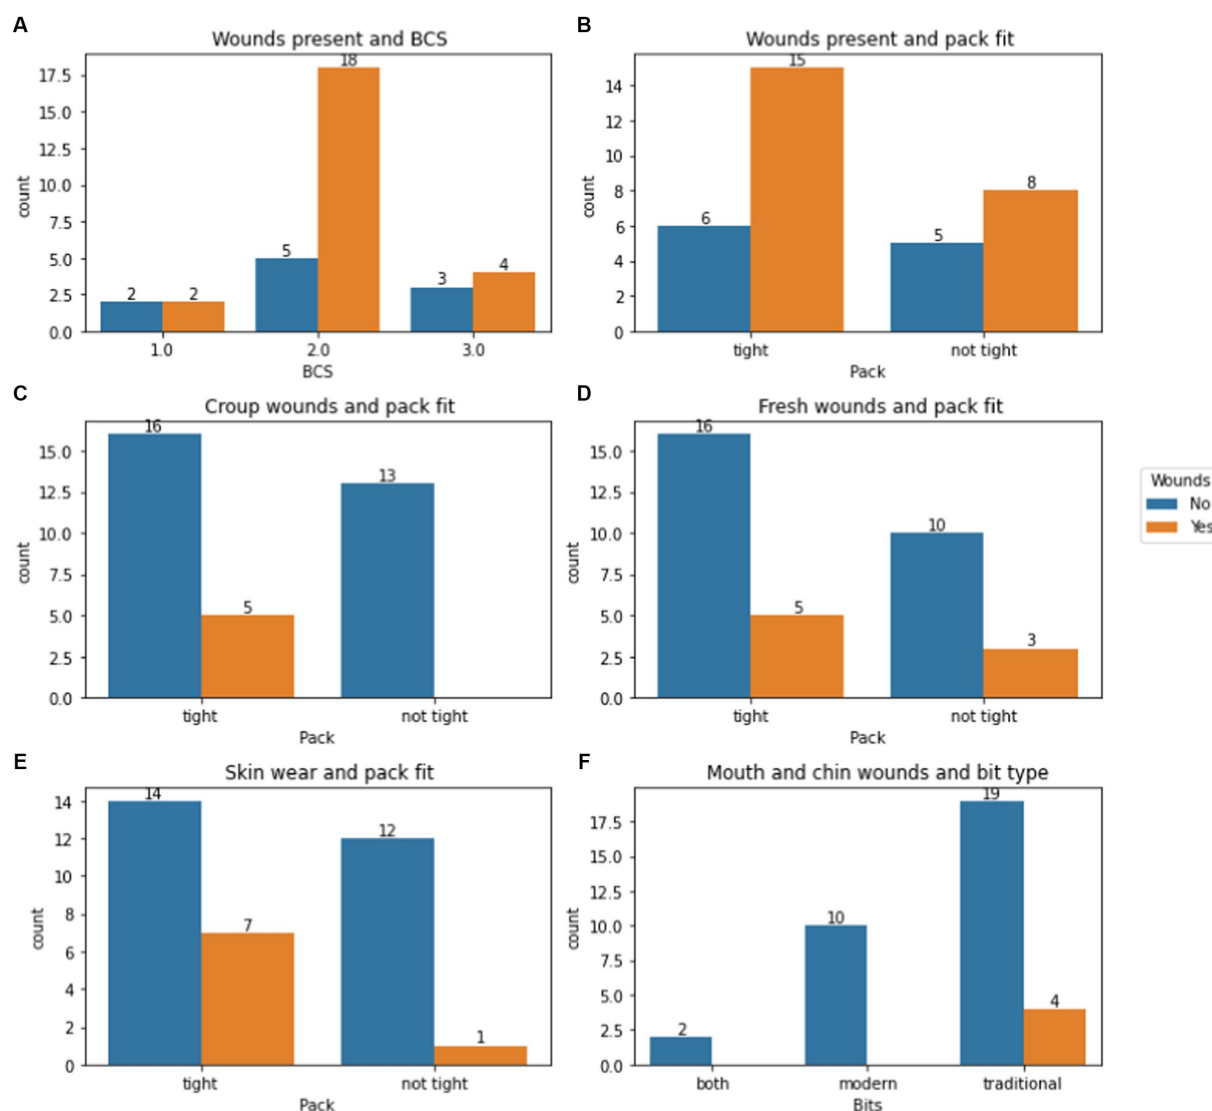 A
Wounds present and BCS
count
17.5
15.0
12.5
10.0
7.5
5.0
2.5
0.0
2
2
5
18
3
4
1.0 2.0 3.0
BCS
B
Wounds present and pack fit
count
14
12
10
8
6
4
2
0
6
15
5
8
tight not tight
Pack
C
Croup wounds and pack fit
count
15.0
12.5
10.0
7.5
5.0
2.5
0.0
16
5
13
tight not tight
Pack
D
Fresh wounds and pack fit
count
15.0
12.5
10.0
7.5
5.0
2.5
0.0
16
5
10
3
tight not tight
Pack
Wounds
No
Yes
E
Skin wear and pack fit
count
14
12
10
8
6
4
2
0
14
7
12
1
tight not tight
Pack
F
Mouth and chin wounds and bit type
count
17.5
15.0
12.5
10.0
7.5
5.0
2.5
0.0
2
10
19
4
both modern traditional
Bits